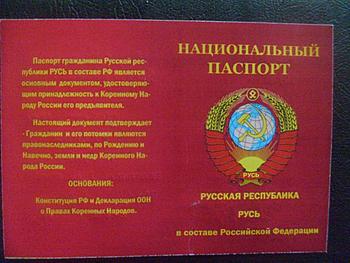 Паспорт гражданина Русской рес-
публики РУСЬ в составе РФ является
основным документом, удостоверяю-
щим принадлежность к Коренному На-
роду России его предъявителя.
Настоящий документ подтверждает
- Гражданин и его потомки являются
правонаследниками, по Рождению и
Навечно, земли и недр Коренного На-
рода России.
ОСНОВАНИЯ:
Конституция РФ и Декларация ООН
о Правах Коренных Народов.
НАЦИОНАЛЬНЫЙ
ПАСПОРТ
РУСЬ
РУССКАЯ РЕСПУБЛИКА
РУСЬ
в составе Российской Федерации